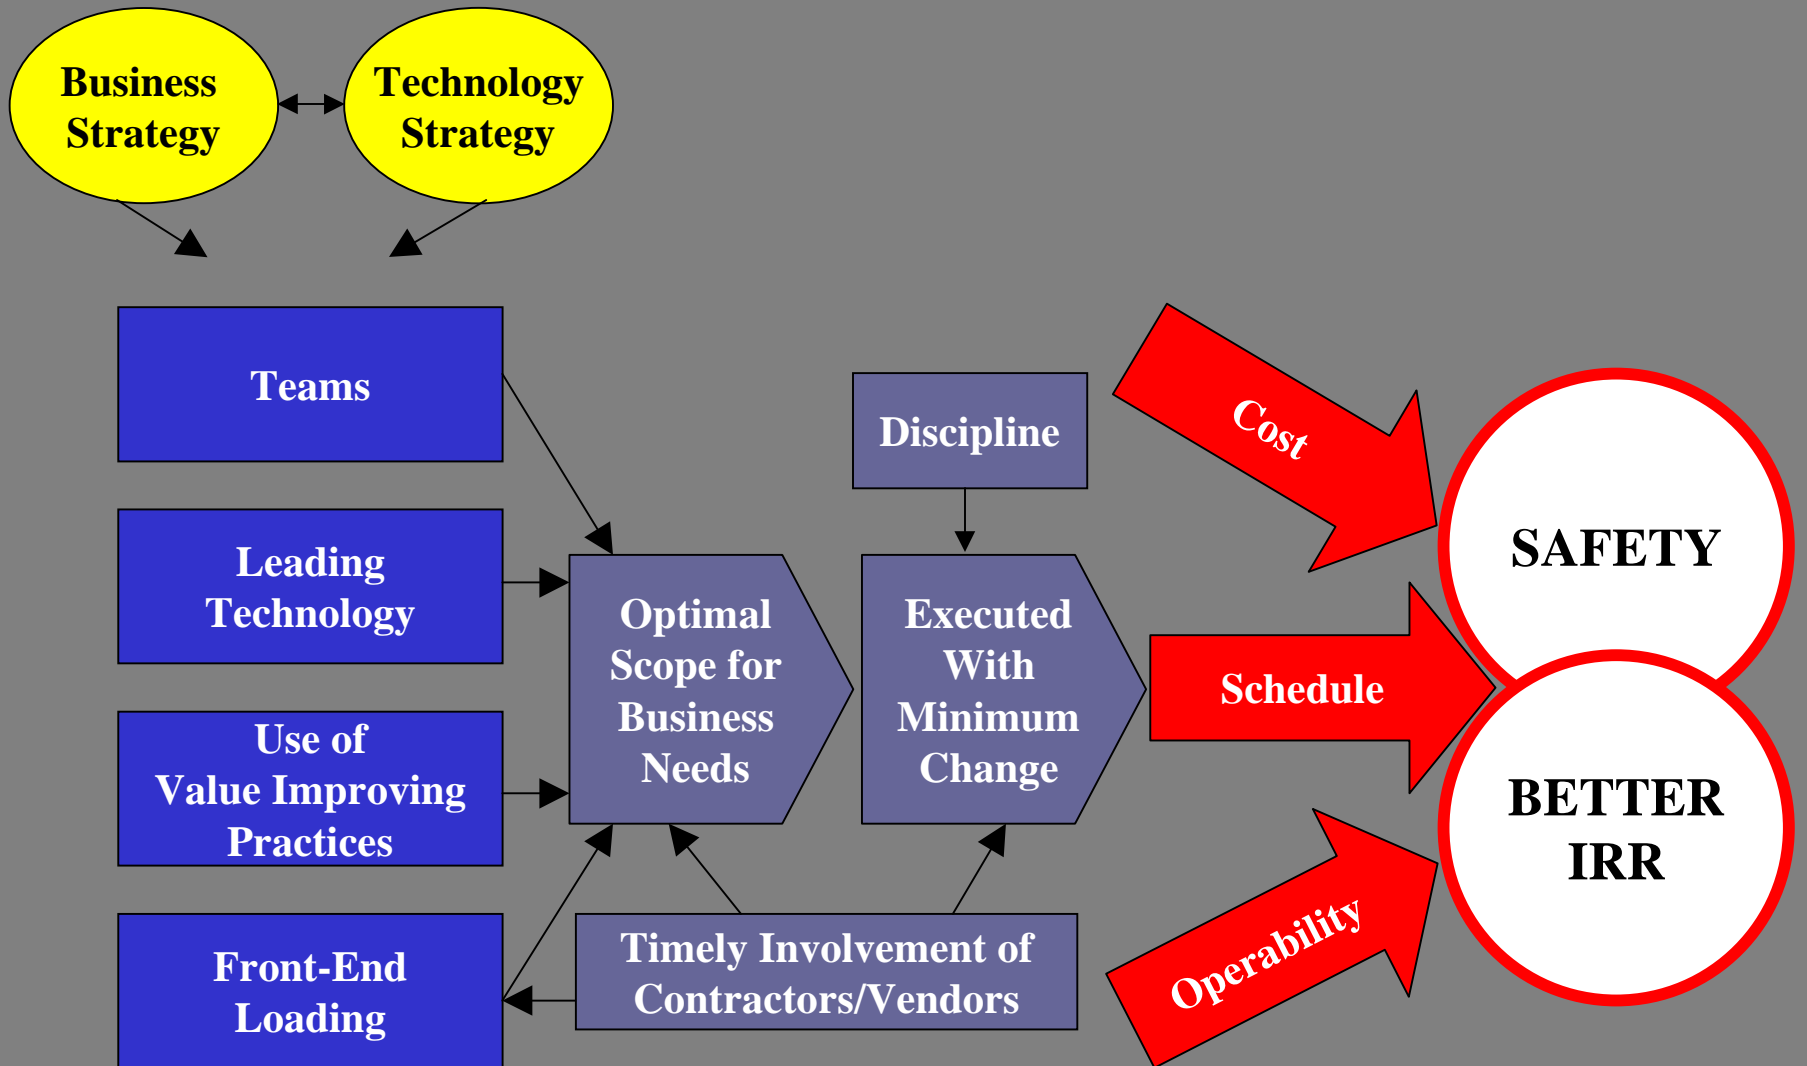 Business
Strategy
Technology
Strategy
Teams
Leading
Technology
Use of
Value Improving
Practices
Front-End
Loading
Optimal
Scope for
Business
Needs
Discipline
Executed
With
Minimum
Change
Timely Involvement of
Contractors/Vendors
Cost
Schedule
Operability
SAFETY
BETTER
IRR